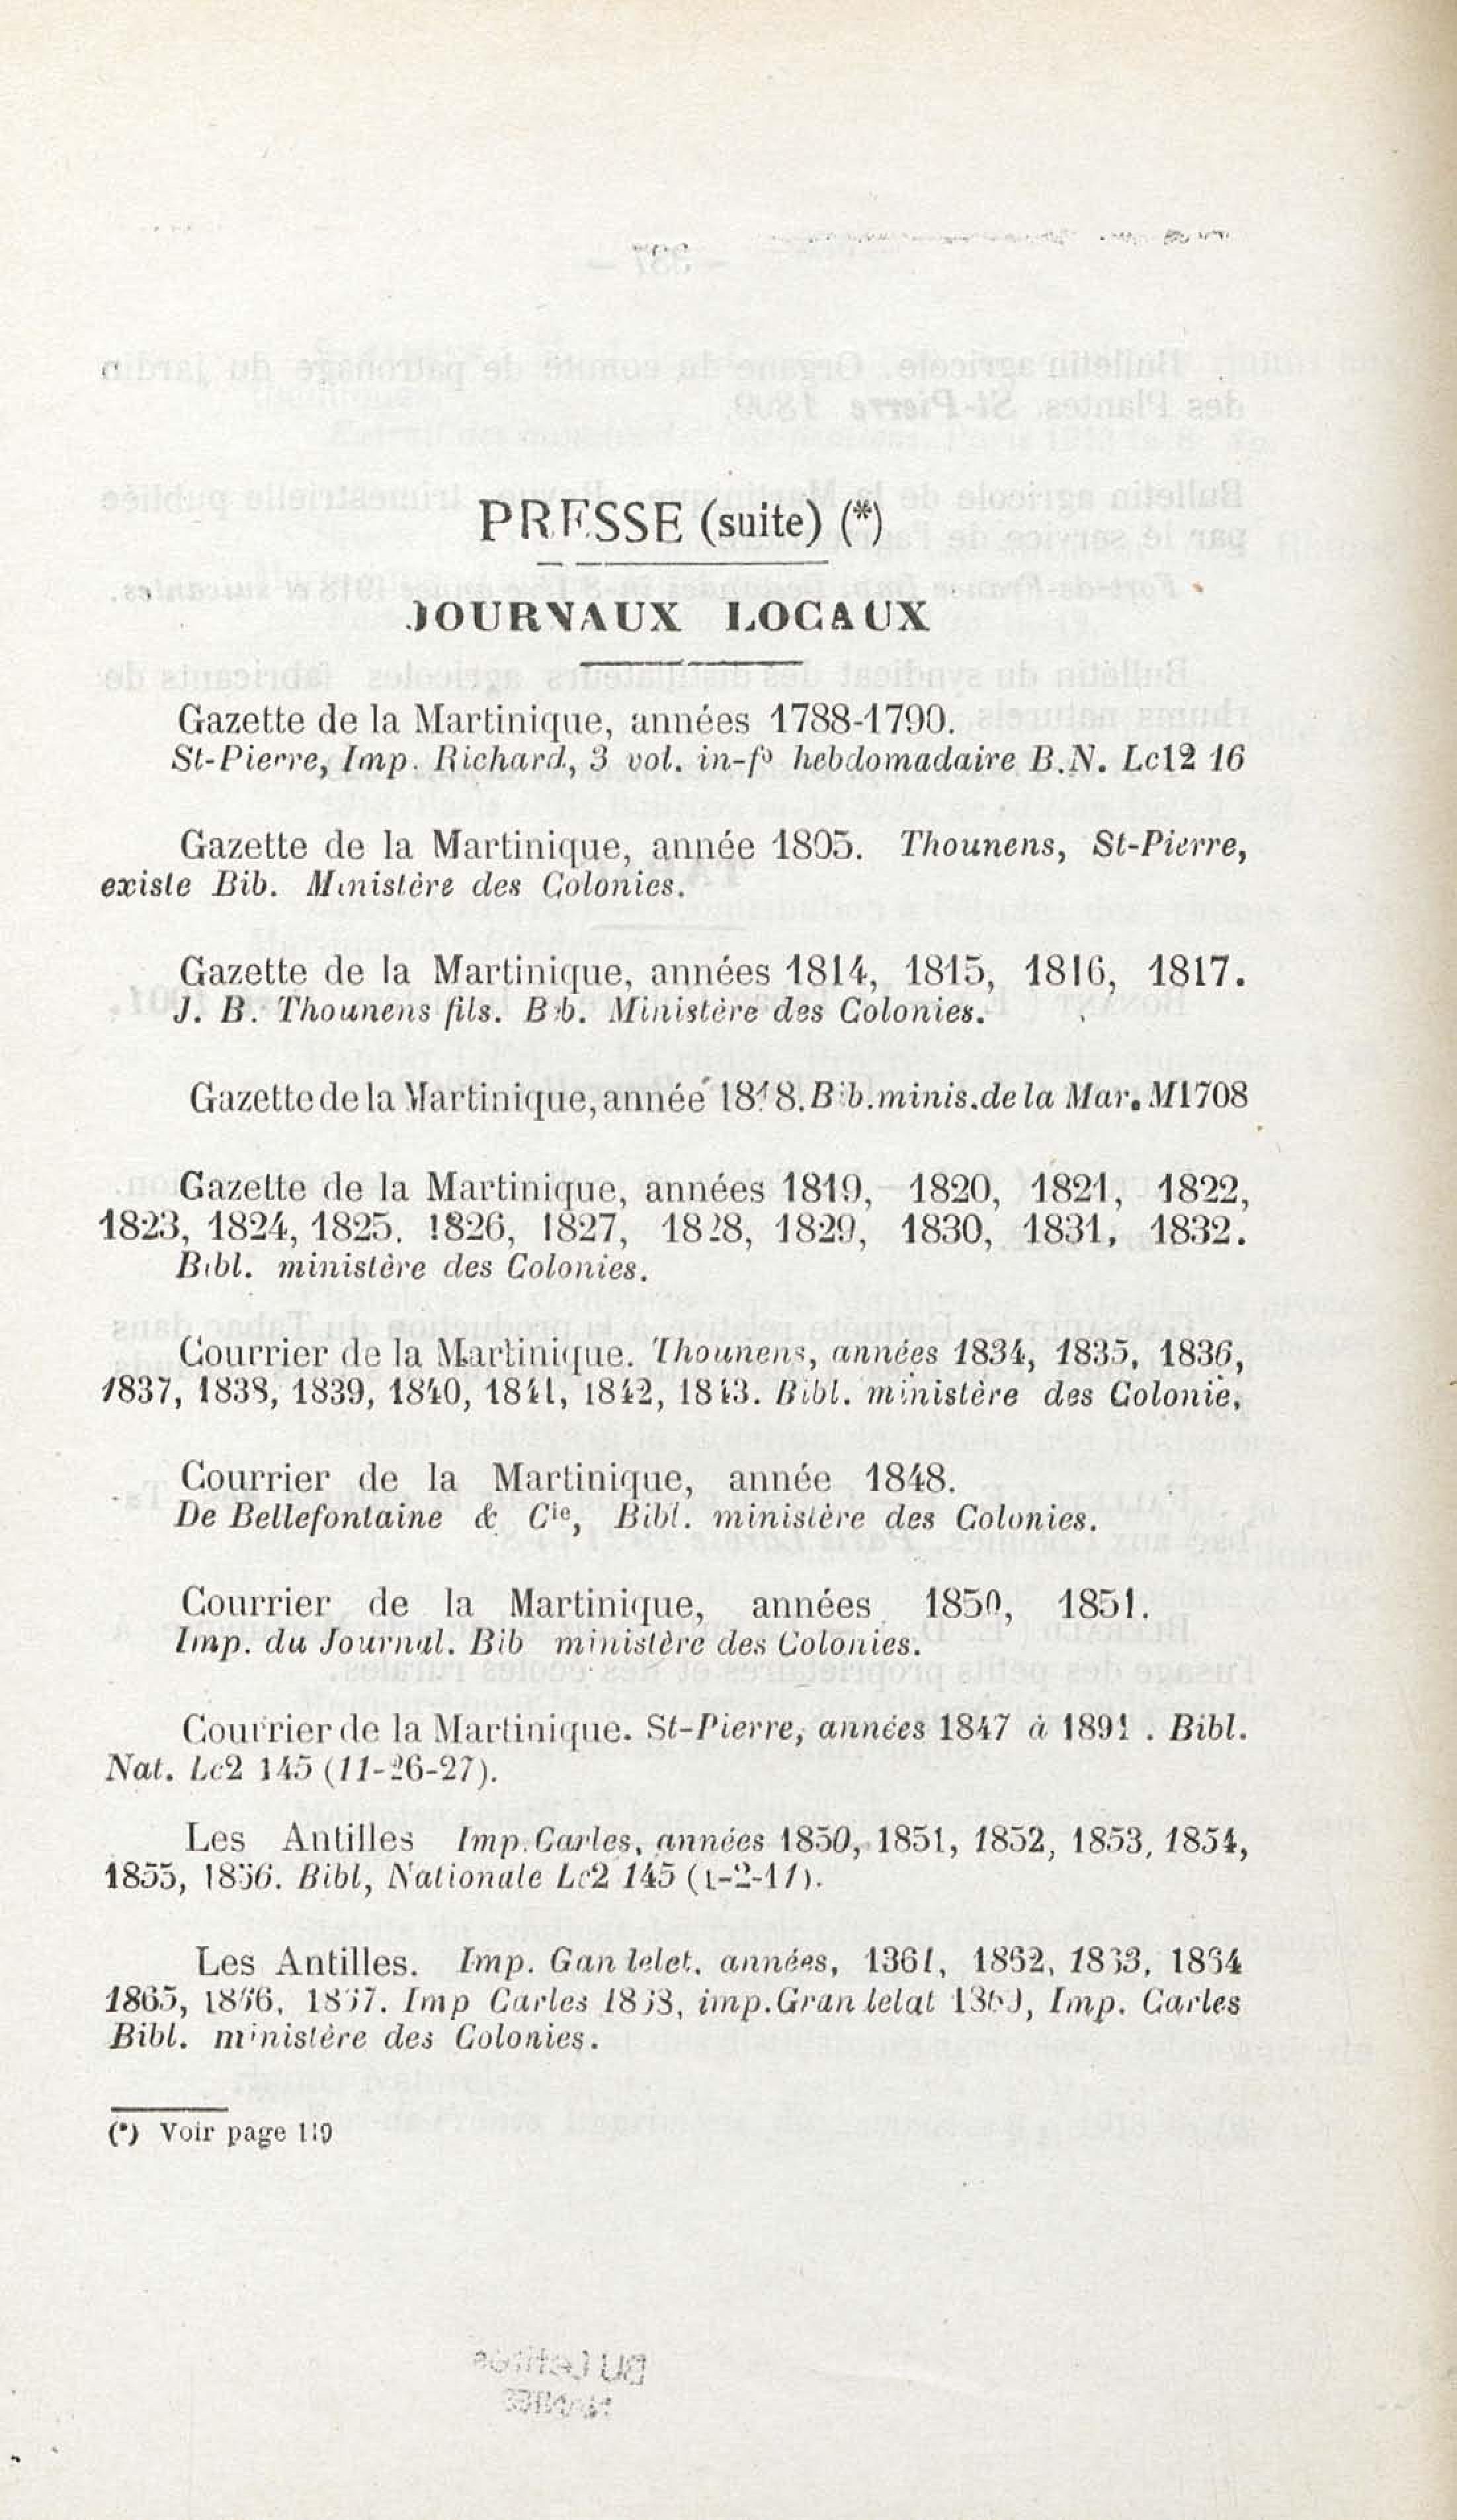 PRESSE (suite) (*)
JOURNAUX LOCAUX
Gazette de la Martinique, années 1788-1790.
St-Pierre, Imp. Richard, 3 vol. in-fº hebdomadaire B.N. Lc12 16
Gazette de la Martinique, année 1805. Thounens, St-Pierre,
existe Bib. Ministère des Colonies.
Gazette de la Martinique, années 1814, 1815, 1816, 1817.
J. B. Thounens fils. Bib. Ministère des Colonies.
Gazette de la Martinique, année 1818. Bib. minis. de la Mar. M1708
Gazette de la Martinique, années 1819, 1820, 1821, 1822,
1823, 1824, 1825. 1826, 1827, 1828, 1829, 1830, 1831, 1832.
Bibl. ministère des Colonies.
Courrier de la Martinique. Thounens, années 1834, 1835, 1836,
1837, 1838, 1839, 1840, 1841, 1842, 1843. Bibl. ministère des Colonie,
Courrier de la Martinique, année 1848.
De Bellefontaine & Cie, Bibl. ministère des Colonies.
Courrier de la Martinique, années 1850, 1851.
Imp. du Journal. Bib ministère des Colonies.
Courrier de la Martinique. St-Pierre, années 1847 à 1891 . Bibl.
Nat. Lc2 145 (11-26-27).
Les Antilles Imp. Carles, années 1850, 1851, 1852, 1853, 1854,
1855, 1856. Bibl, Nationale Lc2 145 (1-2-11).
Les Antilles. Imp. années, 1361, 1862, 1863, 1864
1865, 1866, 1867. Imp Carles 1868, imp. Imp. Carles
Bibl. ministère des Colonies.
(*) Voir page 119